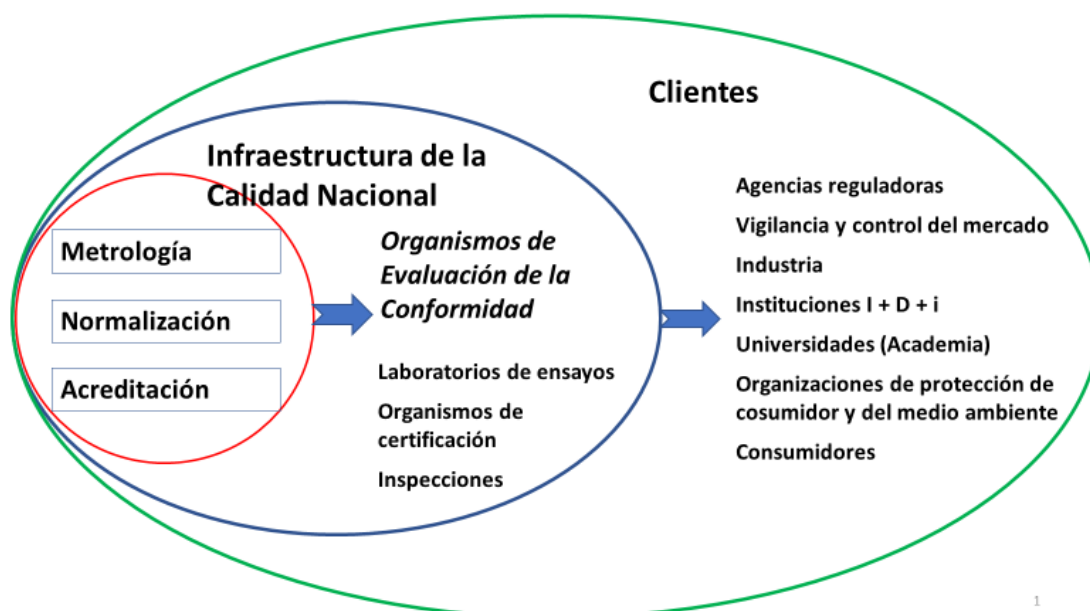 Clientes
Infraestructura de la
Calidad Nacional
Metrología
Normalización
Acreditación
Organismos de
Evaluación de la
Conformidad
Laboratorios de ensayos
Organismos de
certificación
Inspecciones
Agencias reguladoras
Vigilancia y control del mercado
Industria
Instituciones I + D + i
Universidades (Academia)
Organizaciones de protección de
cosumidor y del medio ambiente
Consumidores
1